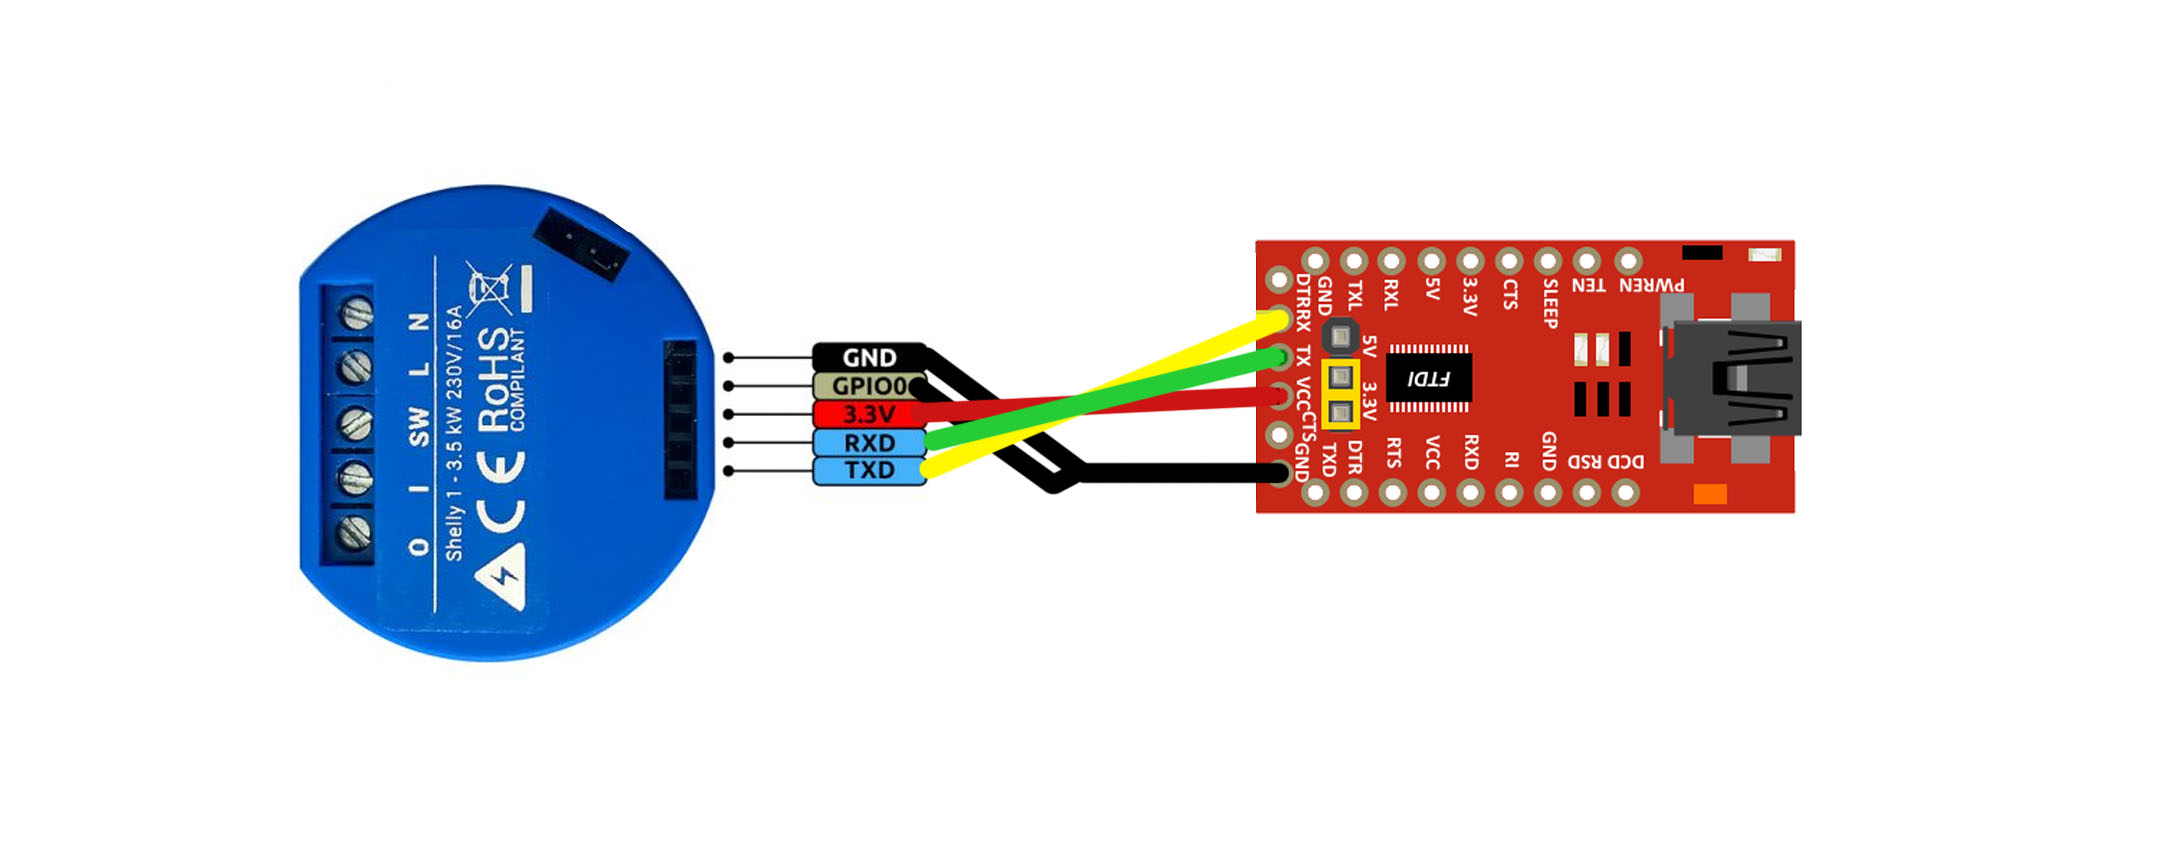 N
L
SW
I
O
Shelly 1 - 3.5 kW 230V/16A
CE RoHS
COMPILANT
GND
GPIO0
3.3V
RXD
TXD
DTR
RX
TX
VCC
CTS
GND
GND
TXL
RXL
5V
3.3V
CTS
SLEEP
TEN
PWREN
5V
3.3V
FTDI
TXD
DTR
RTS
VCC
RXD
RI
GND
RSD
DCD